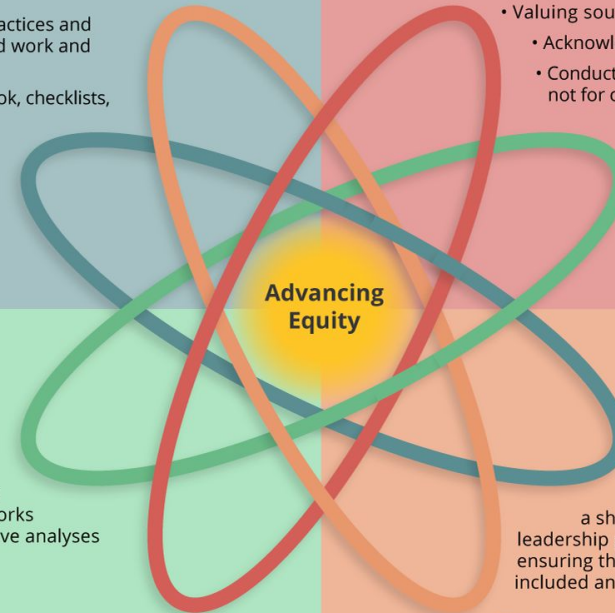 actices and
d work and
ok, checklists,
• Valuing sou
• Acknowl
• Conduct
not for c
Advancing
Equity
orks
ve analyses
a sh
leadership
ensuring th
included an